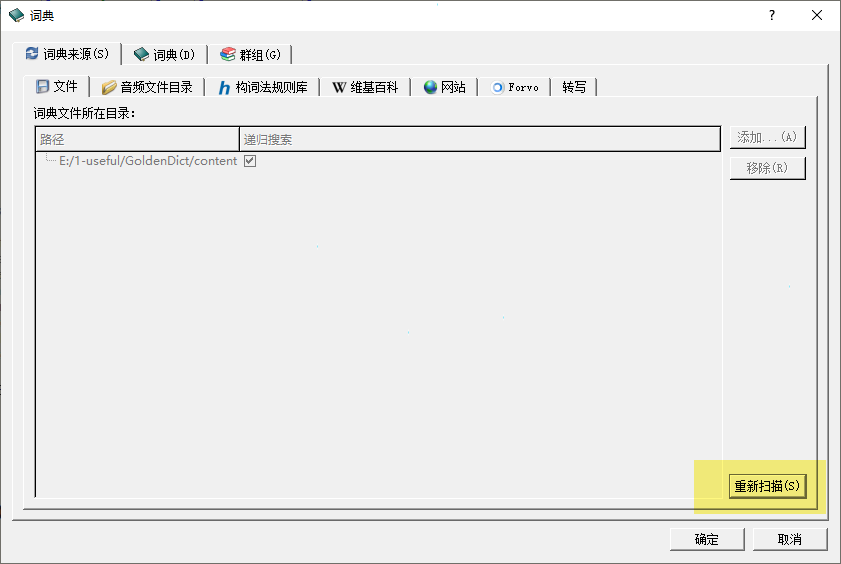 词典
词典来源(S) 词典(D) 群组(G)
文件 音频文件目录 构词法规则库 维基百科 网站 Forvo 转写
词典文件所在目录:
路径 递归搜索 添加...(A)
E:/1-useful/GoldenDict/content
移除(R)
重新扫描(S)
确定 取消